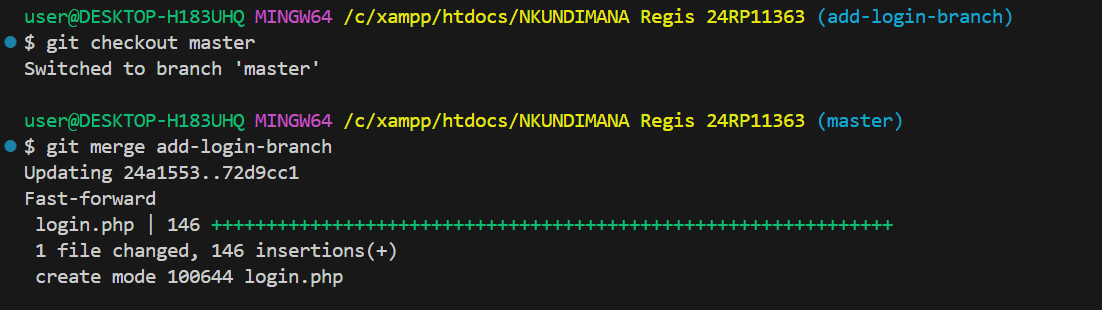 user@DESKTOP-H183UHQ MINGW64 /c/xampp/htdocs/NKUNDIMANA Regis 24RP11363 (add-login-branch)
$ git checkout master
Switched to branch 'master'
user@DESKTOP-H183UHQ MINGW64 /c/xampp/htdocs/NKUNDIMANA Regis 24RP11363 (master)
$ git merge add-login-branch
Updating 24a1553..72d9cc1
Fast-forward
 login.php | 146 ++++++++++++++++++++++++++++++++++++++++++++++++++++++++++++++
 1 file changed, 146 insertions(+)
 create mode 100644 login.php